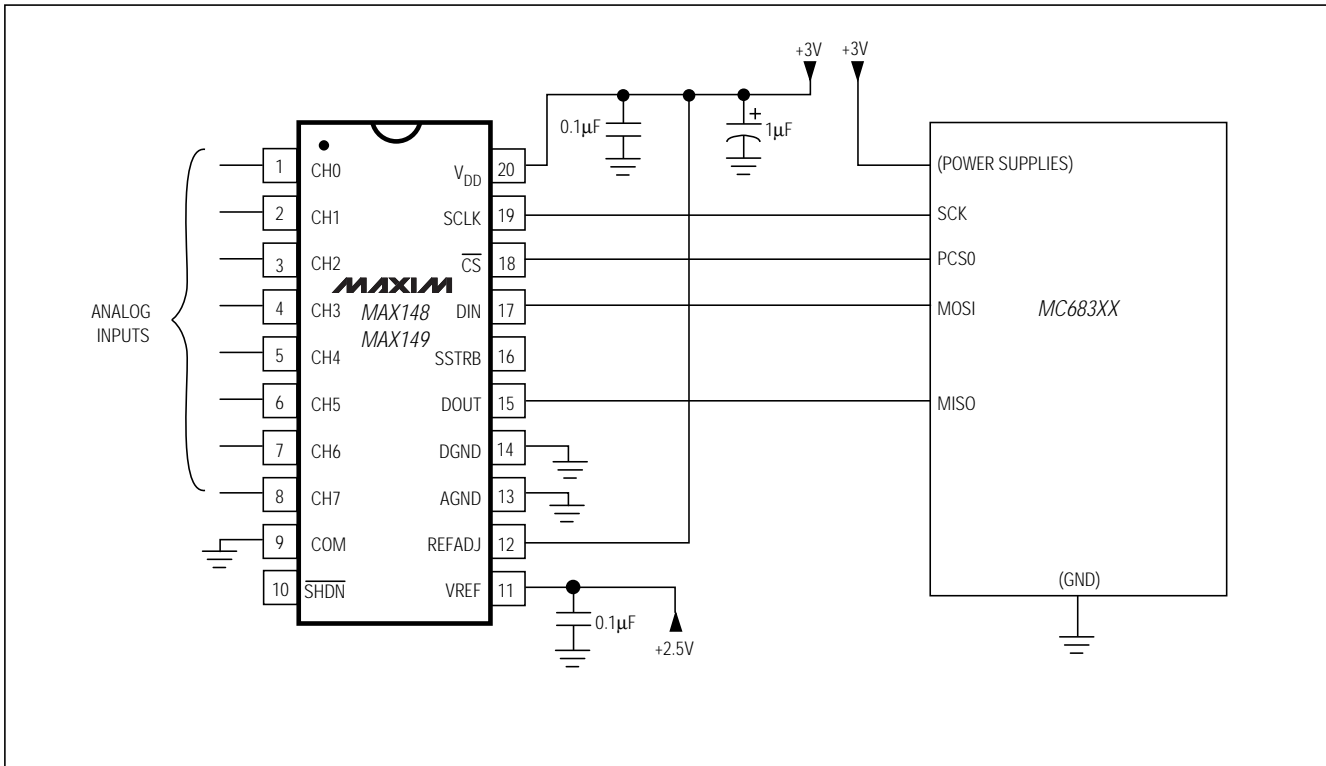 +3V
+3V
0.1μF
+
1μF
ANALOG
INPUTS
1 CH0
2 CH1
3 CH2
4 CH3
5 CH4
6 CH5
7 CH6
8 CH7
9 COM
10 SHDN
MAXIM
MAX148
MAX149
VDD 20
SCLK 19
CS 18
DIN 17
SSTRB 16
DOUT 15
DGND 14
AGND 13
REFADJ 12
VREF 11
0.1μF
+2.5V
(POWER SUPPLIES)
SCK
PCS0
MOSI
MC683XX
MISO
(GND)